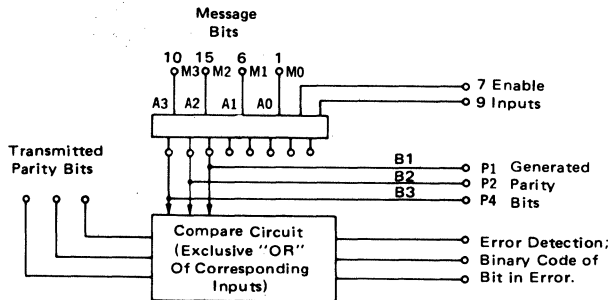 Message
Bits
10 15 6 1
M3 M2 M1 M0
7 Enable
9 Inputs
A3 A2 A1 A0
Transmitted
Parity Bits
B1
B2
B3
P1 Generated
P2 Parity
P4 Bits
Compare Circuit
(Exclusive "OR"
Of Corresponding
Inputs)
Error Detection;
Binary Code of
Bit in Error.